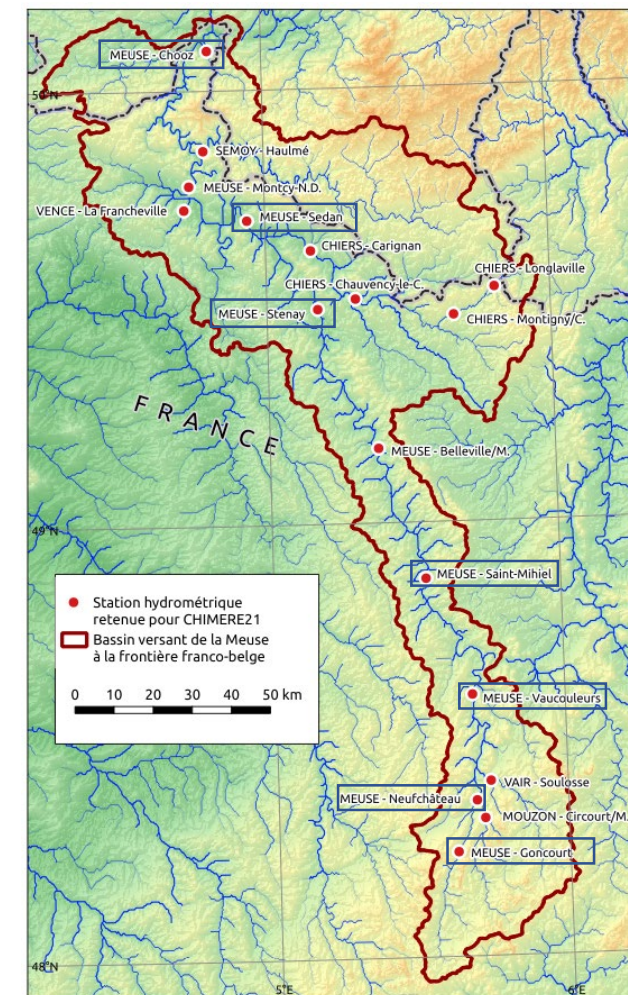 MEUSE - Chooz
50°N
SEMOY - Haulmé
MEUSE - Montcy-N.D.
VENCE - La Francheville
MEUSE - Sedan
CHIERS - Carignan
CHIERS - Longlaville
CHIERS - Chauvency-le-C.
MEUSE - Stenay
CHIERS - Montigny/C.
FRANCE
MEUSE - Belleville/M.
49°N
MEUSE - Saint-Mihiel
Station hydrométrique
retenue pour CHIMERE21
Bassin versant de la Meuse
à la frontière franco-belge
0 10 20 30 40 50 km
MEUSE - Vaucouleurs
VAIR - Soulosse
MEUSE - Neufchâteau
MOUZON - Circourt/M.
MEUSE - Goncourt
48°N
5°E
6°E